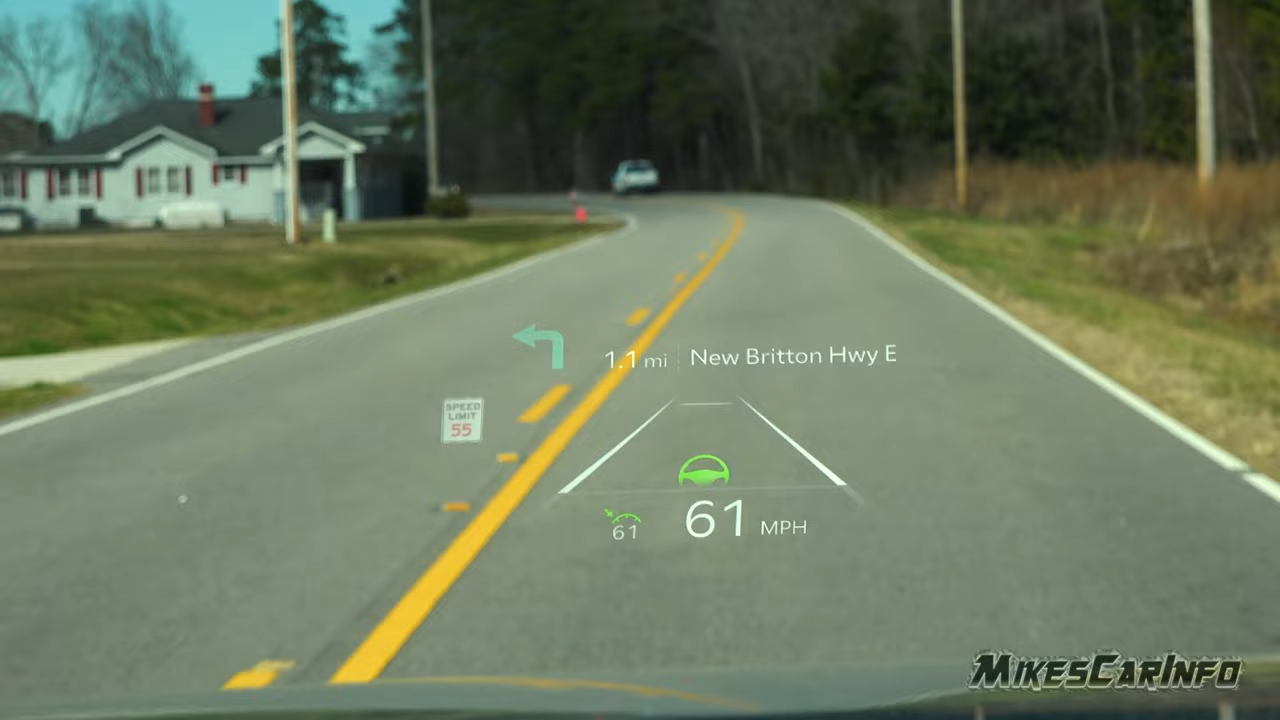 1.1 mi New Britton Hwy E
SPEED
LIMIT
55
61
61 MPH
MIKESCARINFO